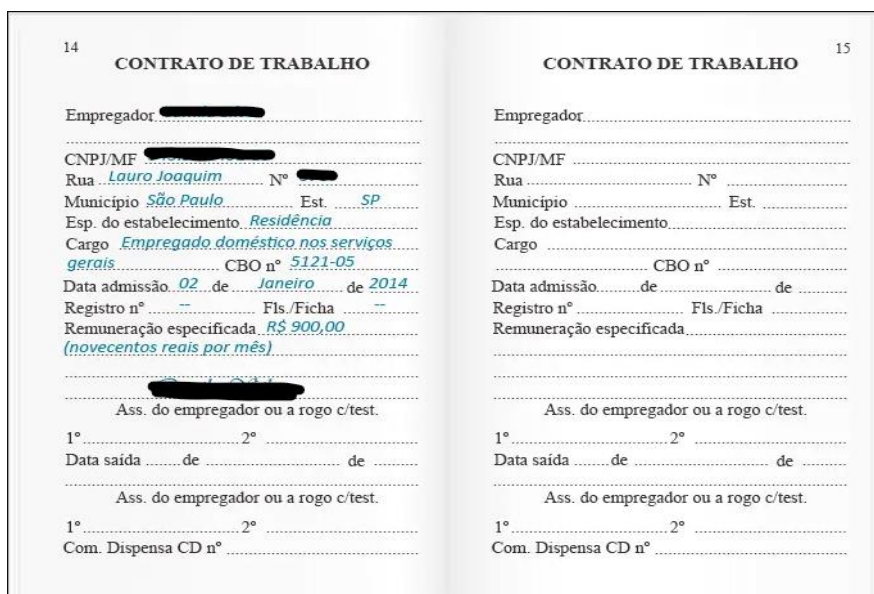 14
CONTRATO DE TRABALHO
Empregador
CNPJ/MF
Rua Lauro Joaquim Nº
Município São Paulo Est. SP
Esp. do estabelecimento Residência
Cargo Empregado doméstico nos serviços
gerais CBO nº 5121-05
Data admissão 02 de Janeiro de 2014
Registro nº -- Fls./Ficha --
Remuneração especificada R$ 900,00
(novecentos reais por mês)
Ass. do empregador ou a rogo c/test.
1º 2º
Data saída de de
Ass. do empregador ou a rogo c/test.
1º 2º
Com. Dispensa CD nº
15
CONTRATO DE TRABALHO
Empregador
CNPJ/MF
Rua Nº
Município Est.
Esp. do estabelecimento
Cargo
CBO nº
Data admissão de de
Registro nº Fls./Ficha
Remuneração especificada
Ass. do empregador ou a rogo c/test.
1º 2º
Data saída de de
Ass. do empregador ou a rogo c/test.
1º 2º
Com. Dispensa CD nº